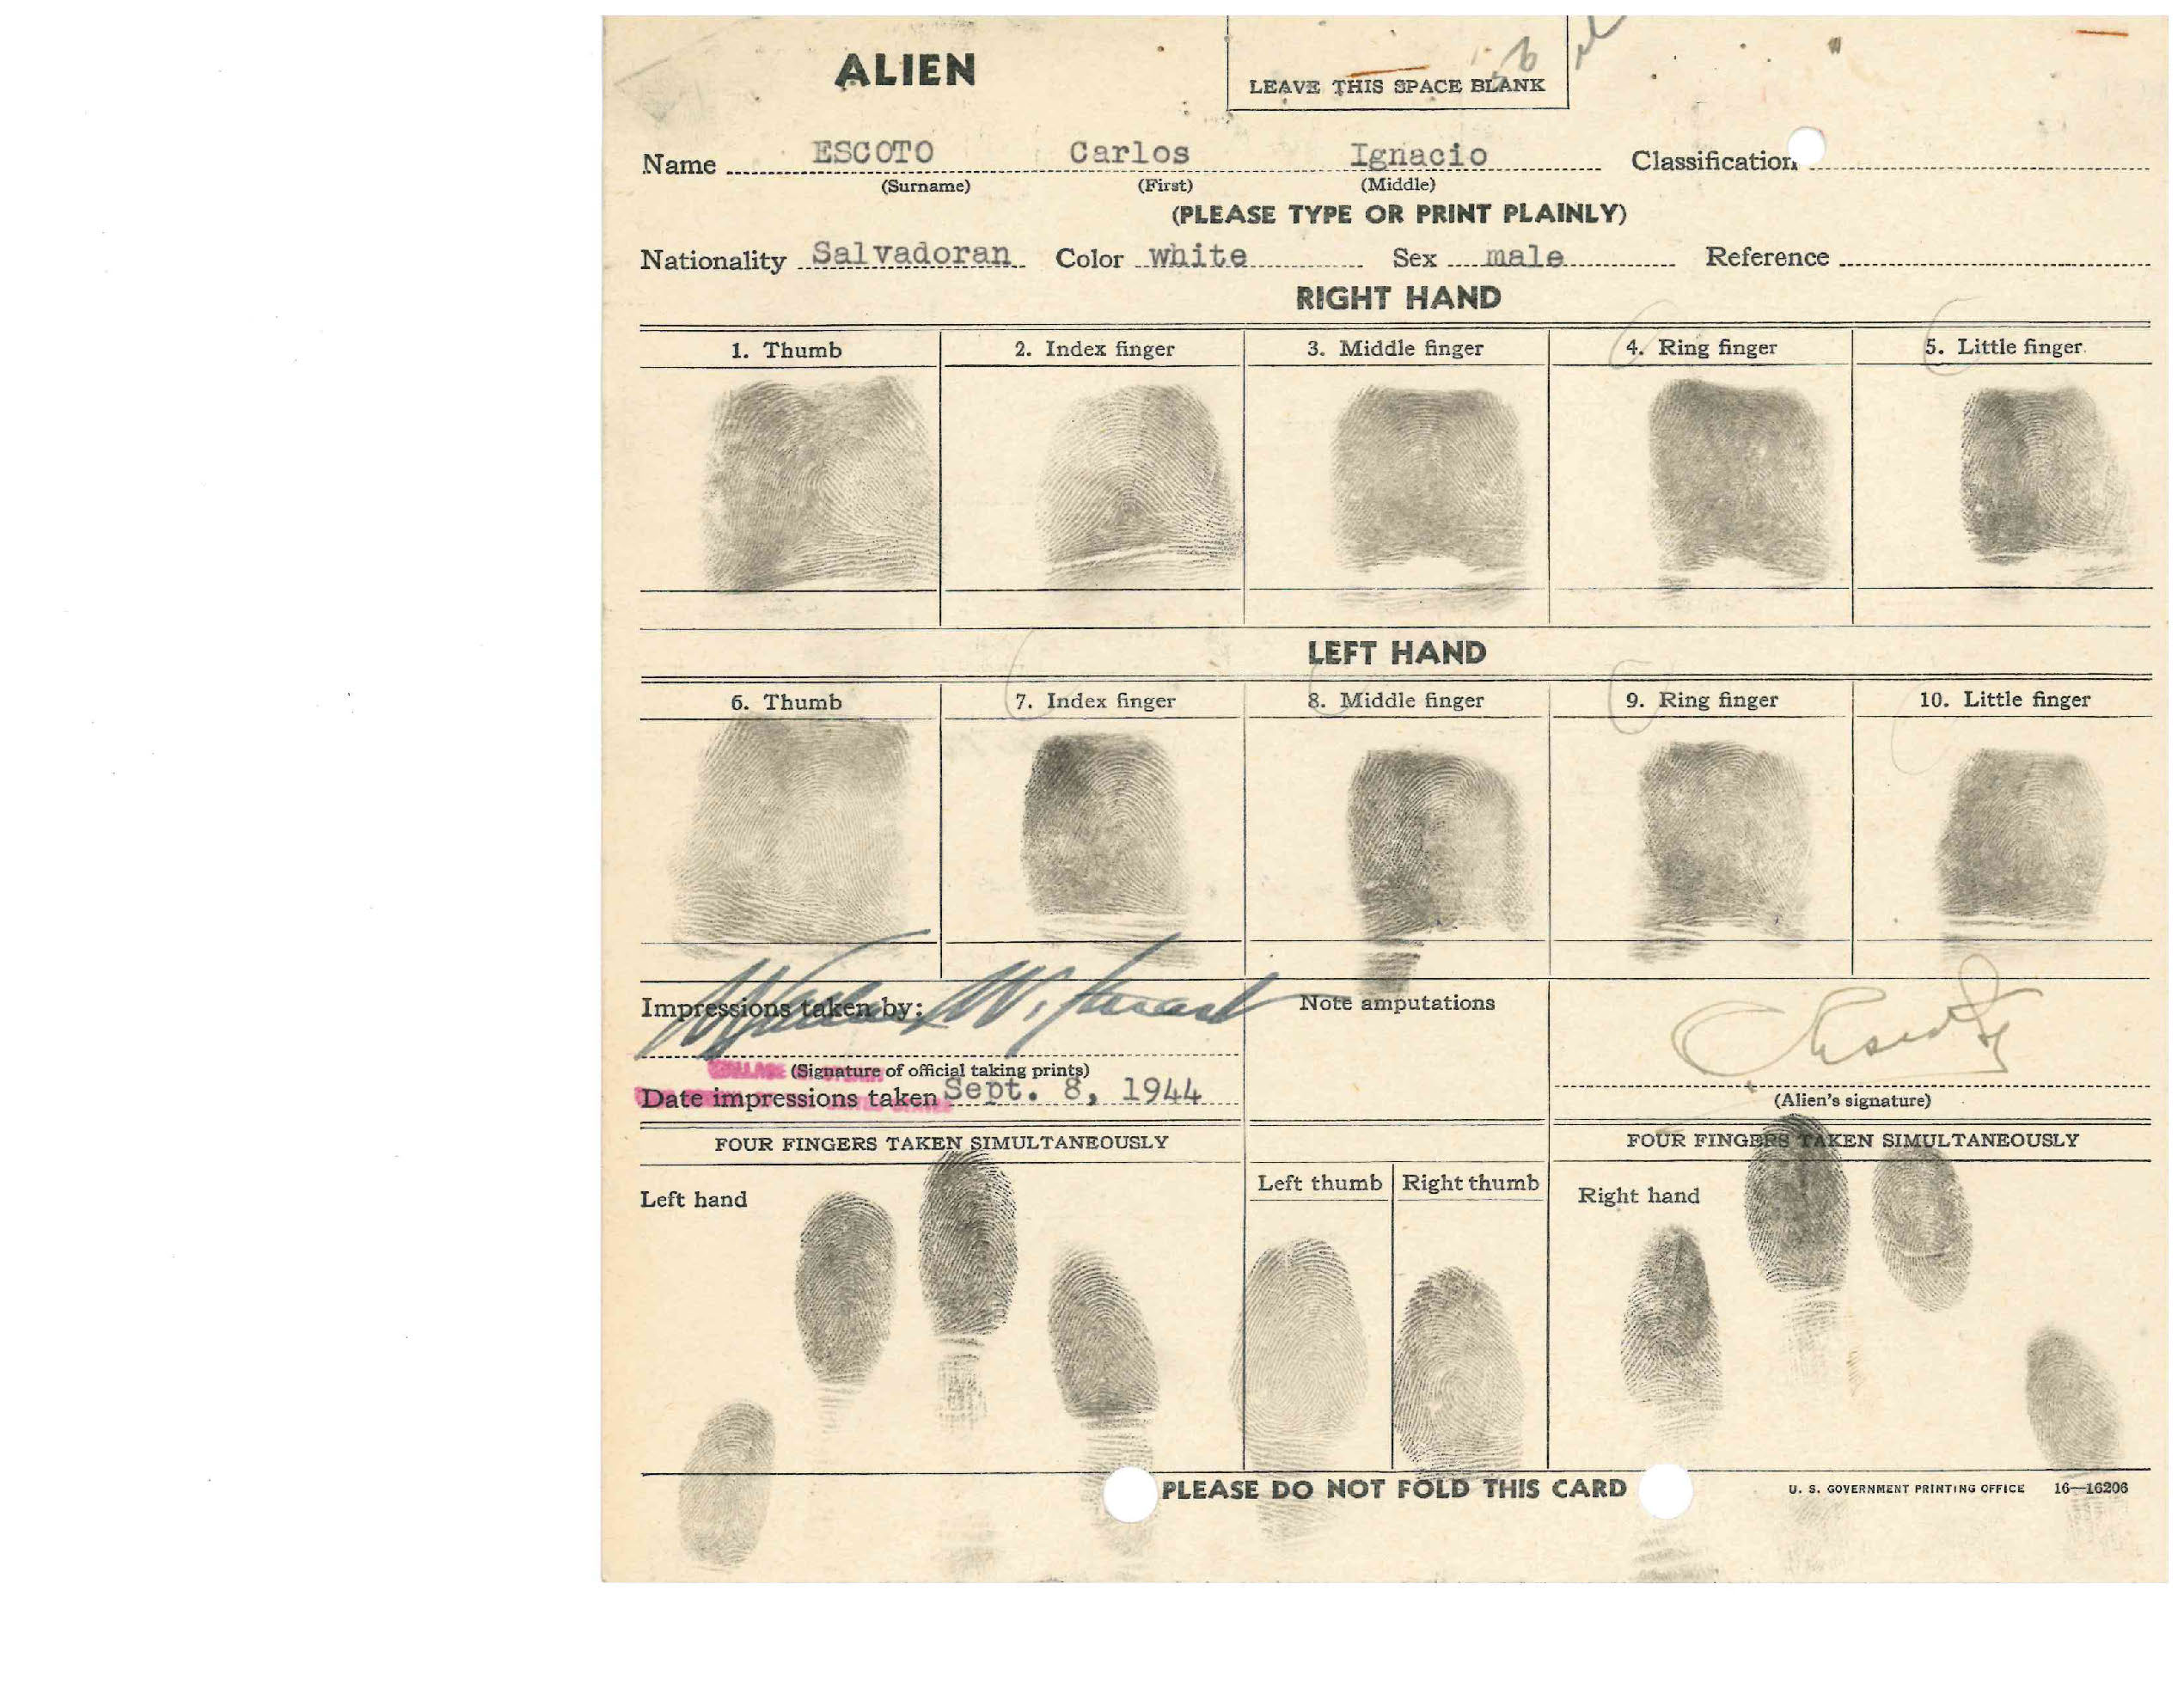 ALIEN
LEAVE THIS SPACE BLANK
Name ESCOTO Carlos Ignacio Classification
(Surname) (First) (Middle)
(PLEASE TYPE OR PRINT PLAINLY)
Nationality Salvadoran Color white Sex male Reference
RIGHT HAND
1. Thumb 2. Index finger 3. Middle finger 4. Ring finger 5. Little finger
LEFT HAND
6. Thumb 7. Index finger 8. Middle finger 9. Ring finger 10. Little finger
Impressions taken by: Note amputations
(Signature of official taking prints)
Date impressions taken Sept. 8, 1944
(Alien's signature)
FOUR FINGERS TAKEN SIMULTANEOUSLY FOUR FINGERS TAKEN SIMULTANEOUSLY
Left hand Left thumb Right thumb Right hand
PLEASE DO NOT FOLD THIS CARD
U. S. GOVERNMENT PRINTING OFFICE 16—16206